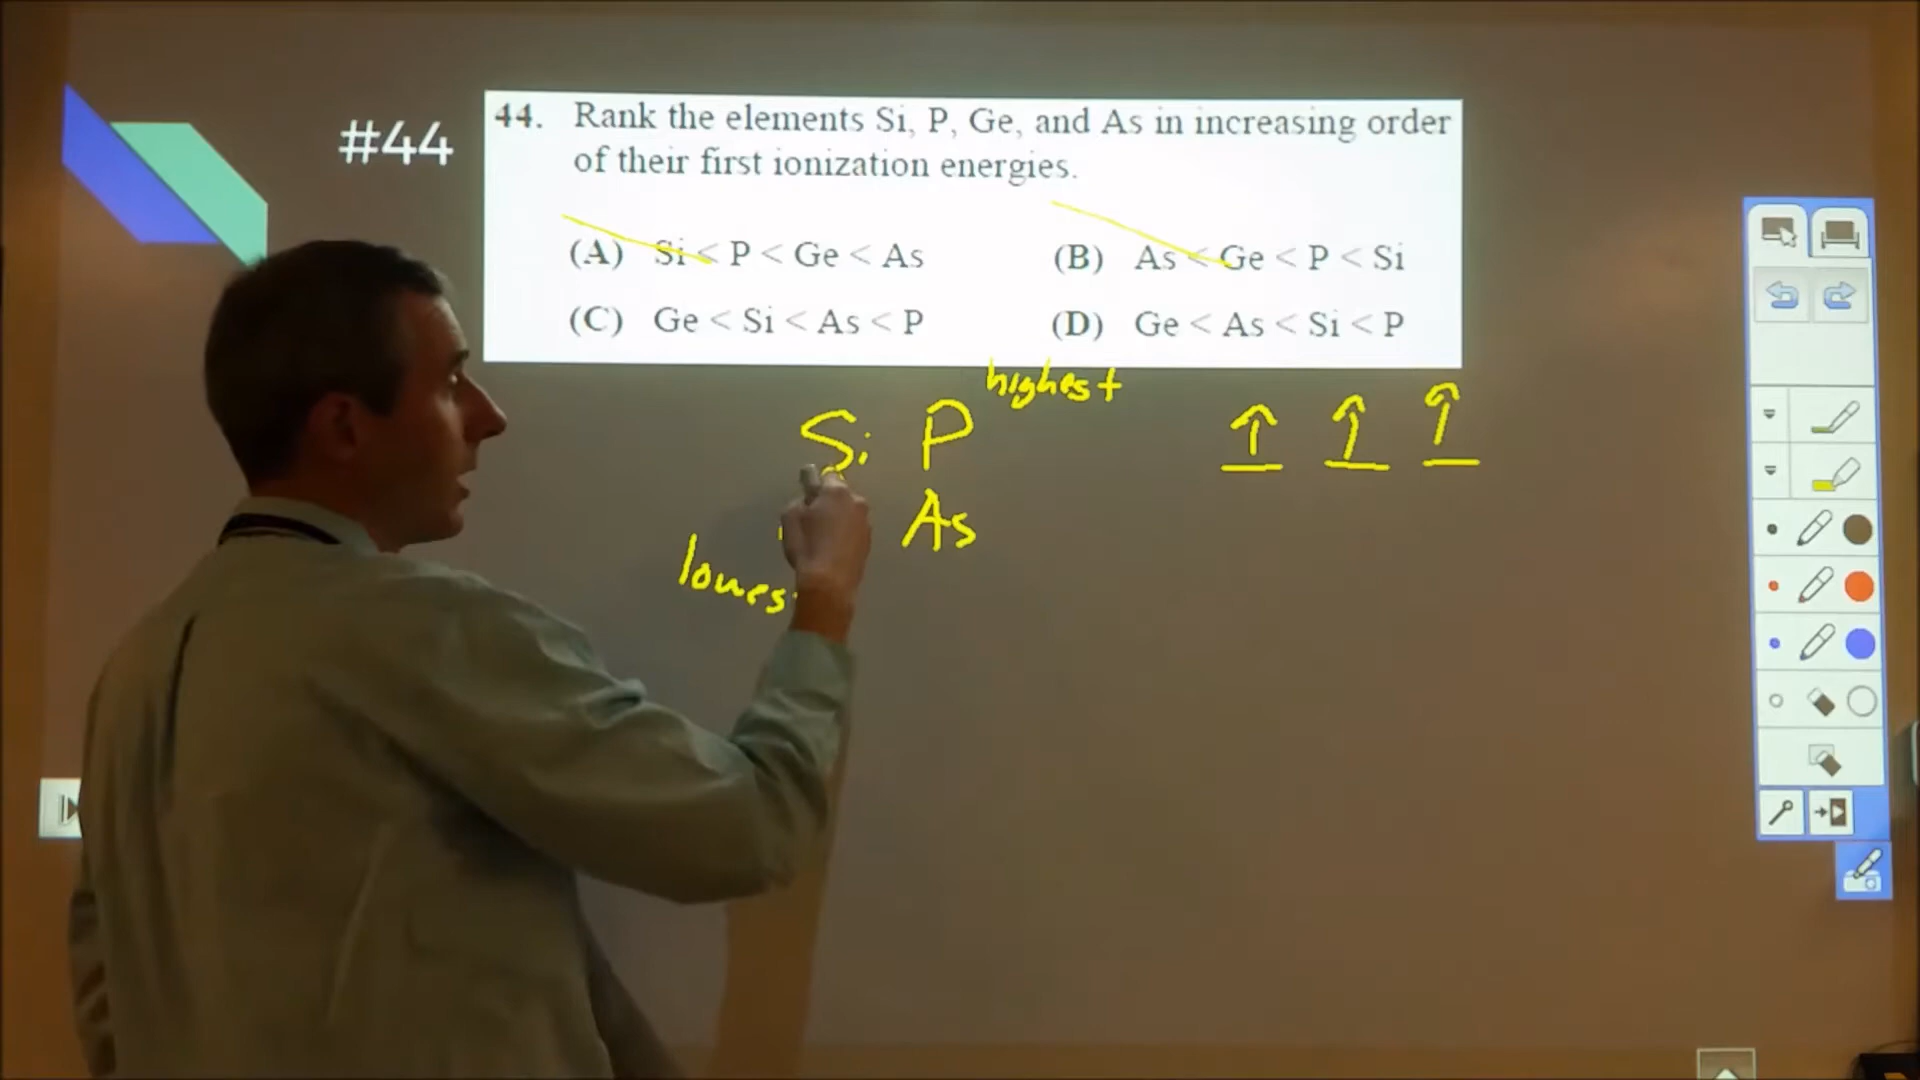 #44
44. Rank the elements Si, P, Ge, and As in increasing order
of their first ionization energies.
(A) Si < P < Ge < As
(B) As < Ge < P < Si
(C) Ge < Si < As < P
(D) Ge < As < Si < P
highest
Si P
As
lowes